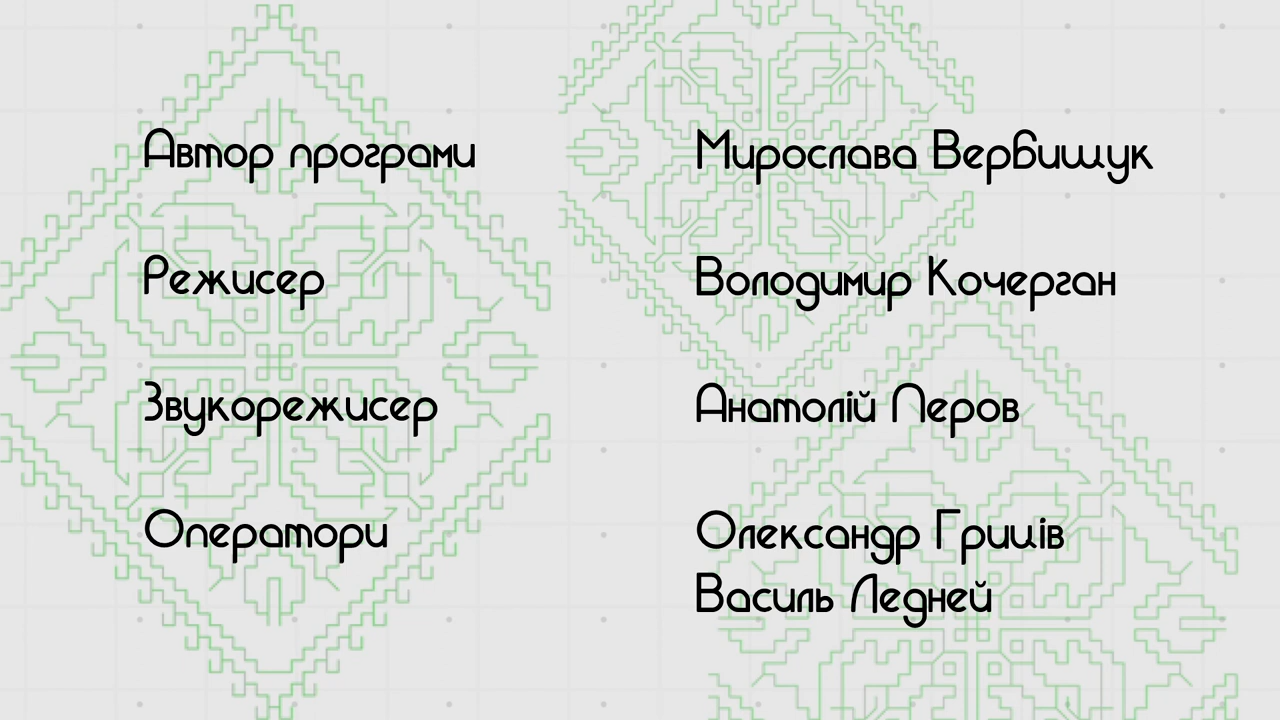 Автор програми Мирослава Вербищук
Режисер Володимир Кочерган
Звукорежисер Анатолій Перов
Оператори Олександр Гриців
Василь Ледней